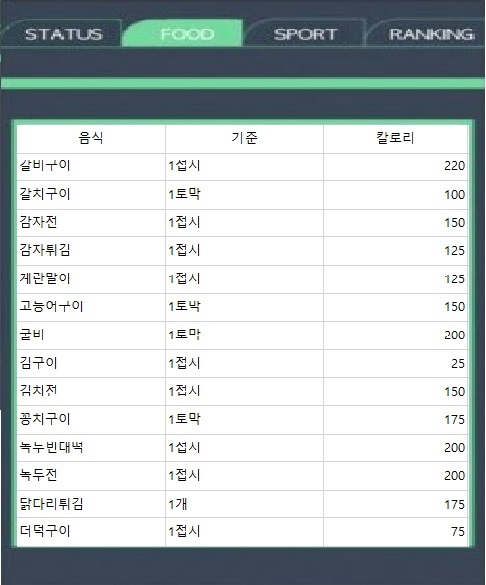 STATUS FOOD SPORT RANKING
음식 기준 칼로리
갈비구이 1접시 220
갈치구이 1토막 100
감자전 1접시 150
감자튀김 1접시 125
계란말이 1접시 125
고등어구이 1토막 150
굴비 1토막 200
김구이 1접시 25
김치전 1접시 150
꽁치구이 1토막 175
녹두빈대떡 1접시 200
녹두전 1접시 200
닭다리튀김 1개 175
더덕구이 1접시 75